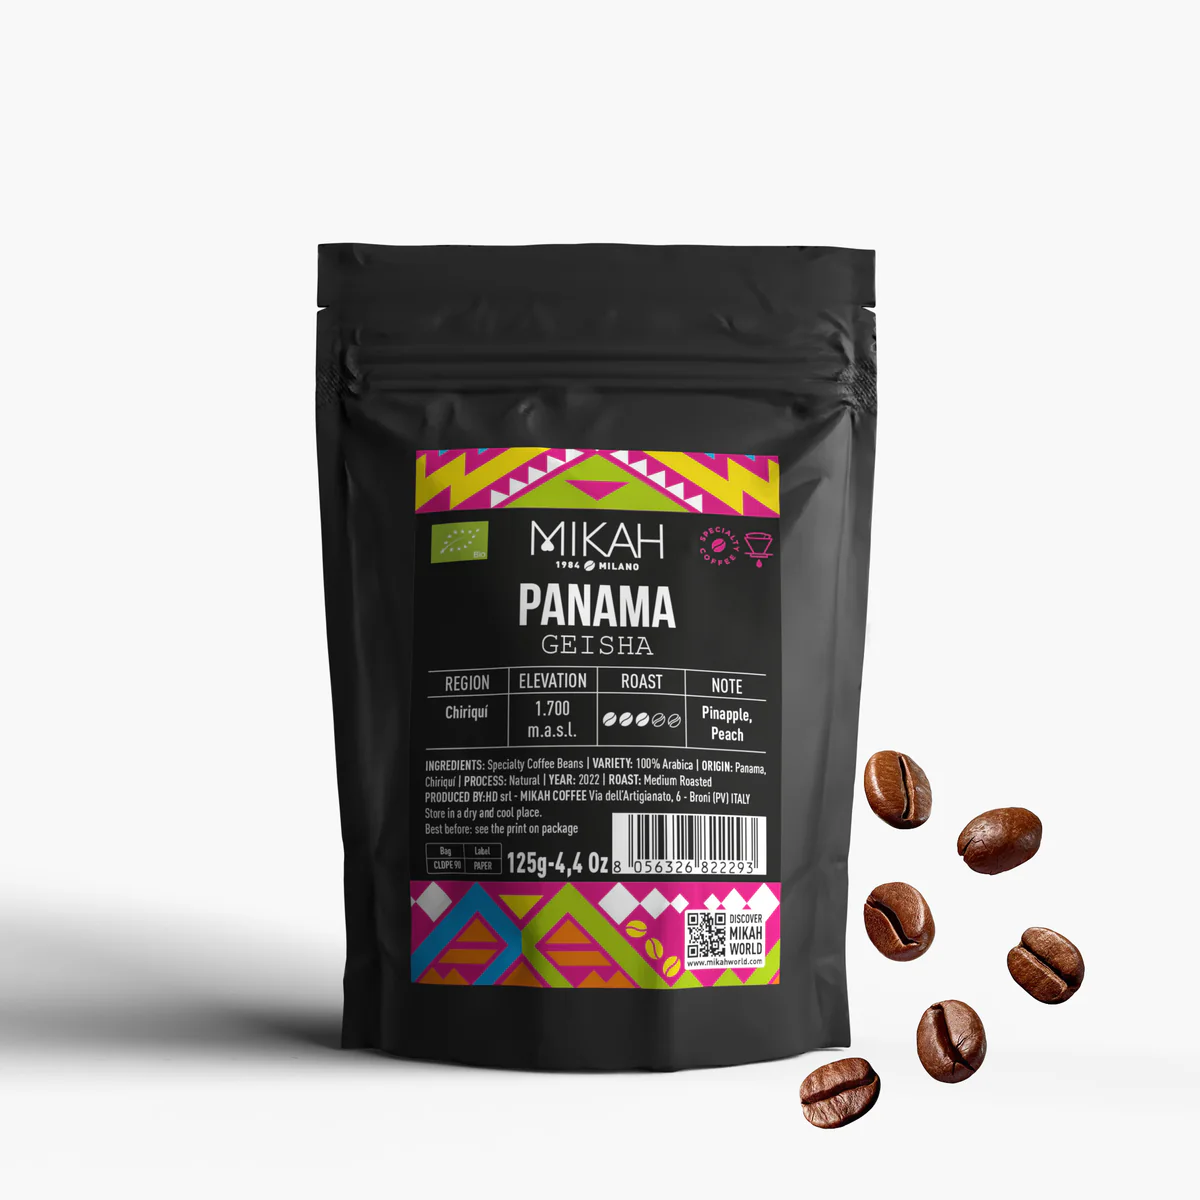 Bio
MIKAH
1984 MILANO
SPECIALTY COFFEE
PANAMA
GEISHA
REGION ELEVATION ROAST NOTE
Chiriquí 1.700 m.a.s.l. Pinapple, Peach
INGREDIENTS: Specialty Coffee Beans | VARIETY: 100% Arabica | ORIGIN: Panama,
Chiriquí | PROCESS: Natural | YEAR: 2022 | ROAST: Medium Roasted
PRODUCED BY:HD srl - MIKAH COFFEE Via dell'Artigianato, 6 - Broni (PV) ITALY
Store in a dry and cool place.
Best before: see the print on package
Bag Label
CLDPE 90 PAPER
125g-4,4 Oz
8 056326 822293
DISCOVER
MIKAH
WORLD
www.mikahworld.com